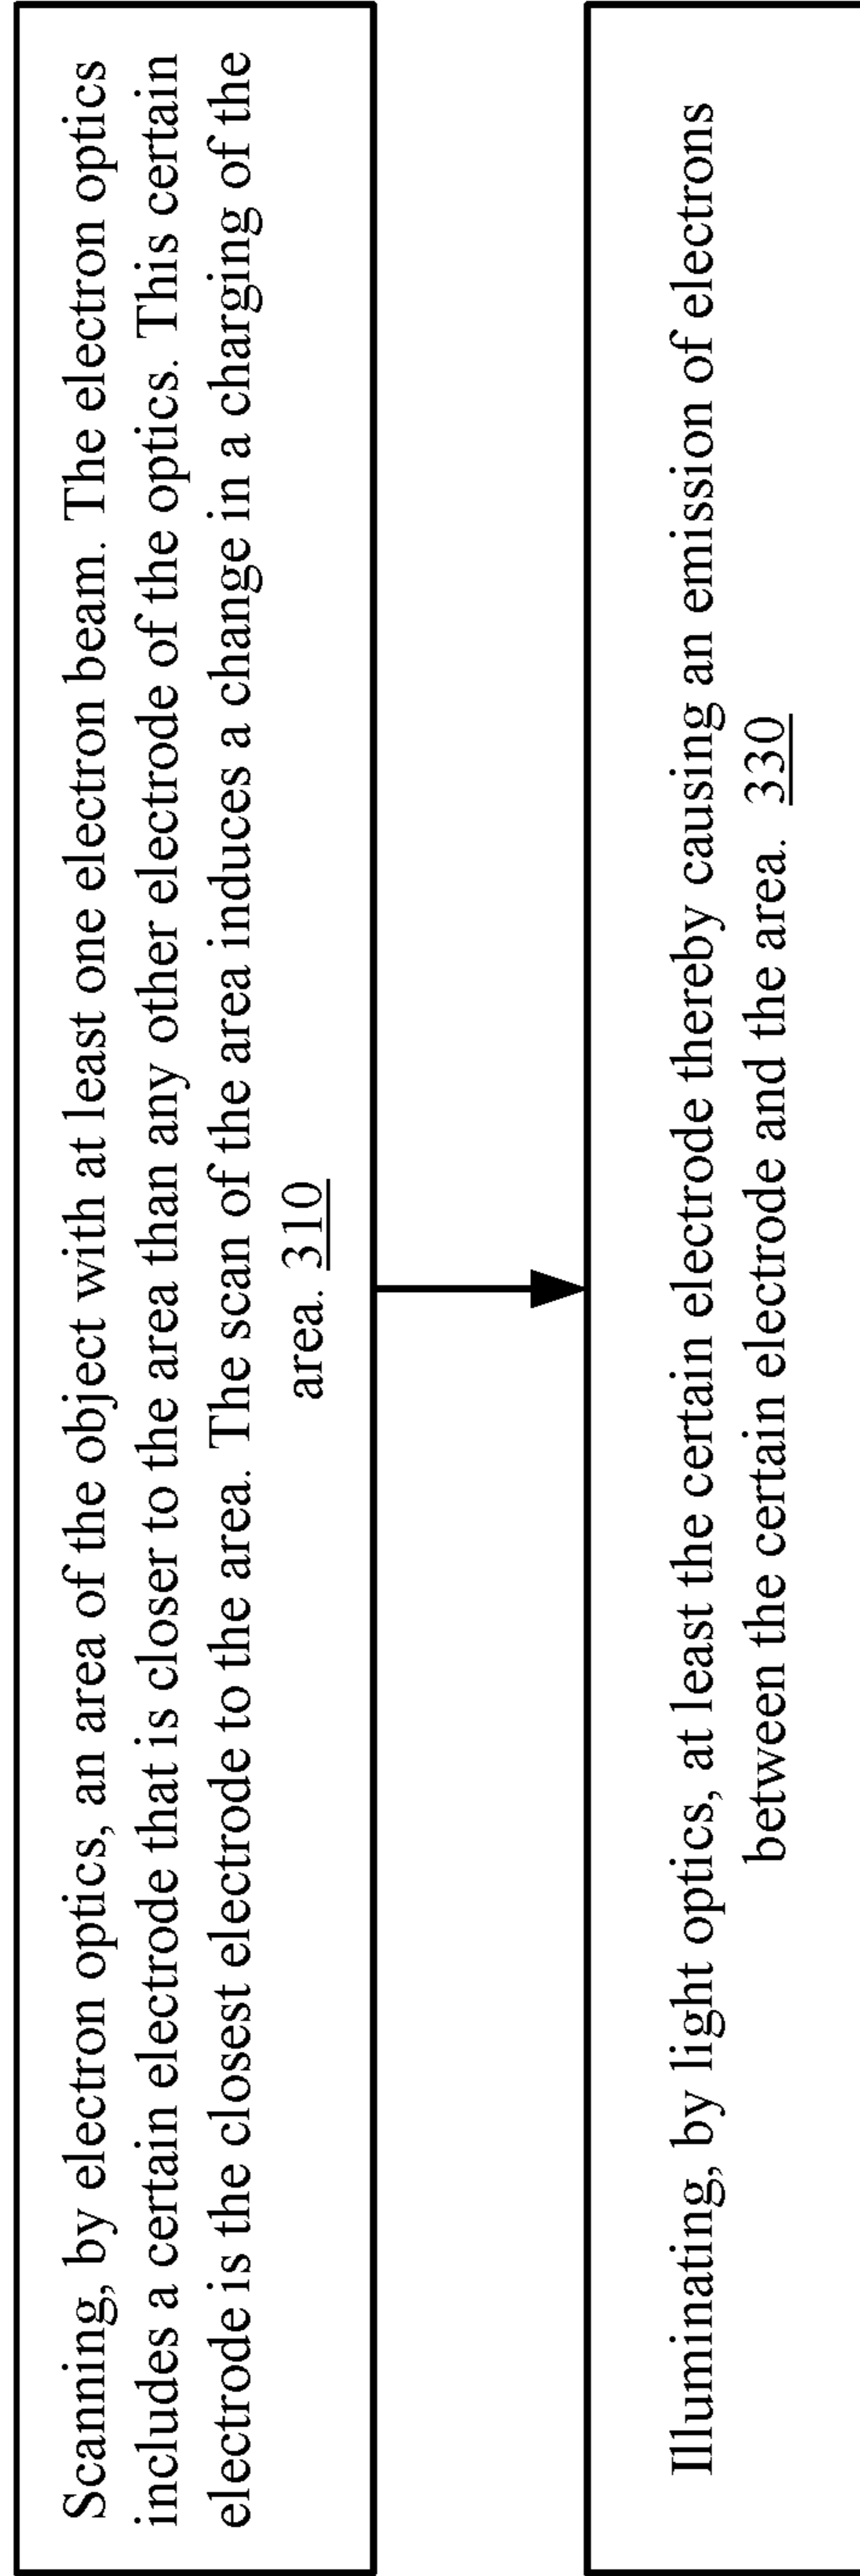 Scanning, by electron optics, an area of the object with at least one electron beam. The electron optics
includes a certain electrode that is closer to the area than any other electrode of the optics. This certain
electrode is the closest electrode to the area. The scan of the area induces a change in a charging of the
area. 310
Illuminating, by light optics, at least the certain electrode thereby causing an emission of electrons
between the certain electrode and the area. 330